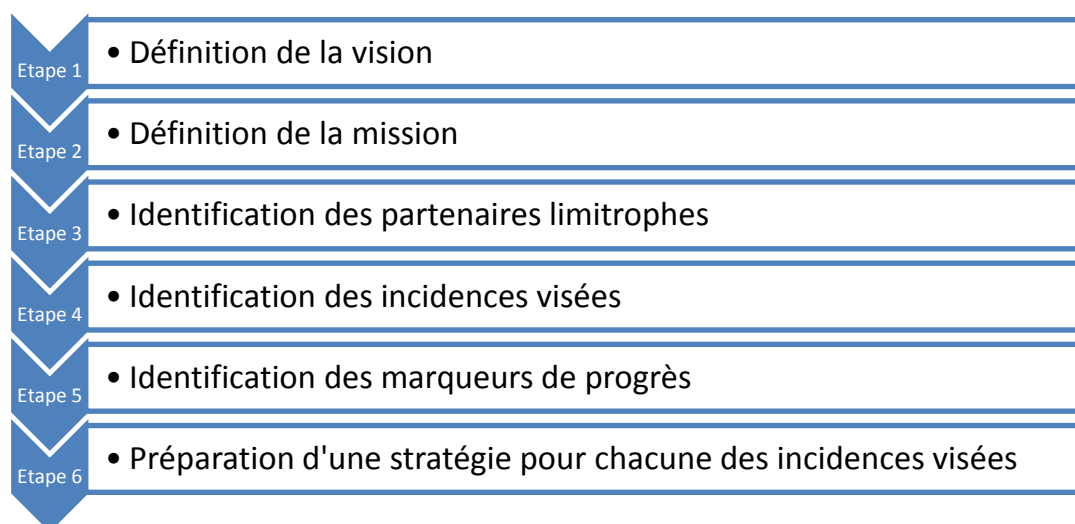 Etape 1
• Définition de la vision
Etape 2
• Définition de la mission
Etape 3
• Identification des partenaires limitrophes
Etape 4
• Identification des incidences visées
Etape 5
• Identification des marqueurs de progrès
Etape 6
• Préparation d'une stratégie pour chacune des incidences visées